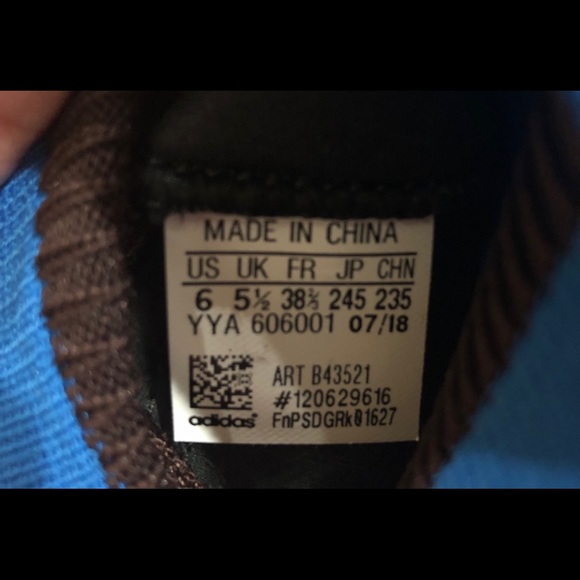 MADE IN CHINA
US UK FR JP CHN
6 5½ 38⅔ 245 235
YYA 606001 07/18
ART B43521
#120629616
adidas FnPSDGRk01627